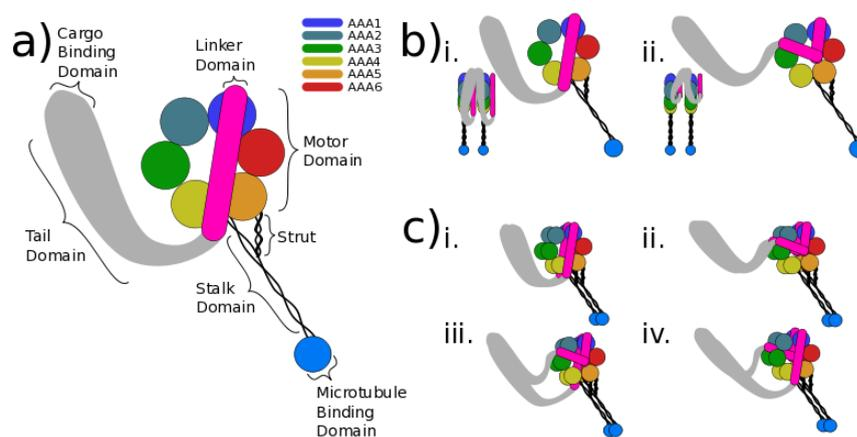 a)
Cargo
Binding
Domain
Linker
Domain
AAA1
AAA2
AAA3
AAA4
AAA5
AAA6
Motor
Domain
Tail
Domain
Strut
Stalk
Domain
Microtubule
Binding
Domain
b)
i.
ii.
c)
i.
ii.
iii.
iv.